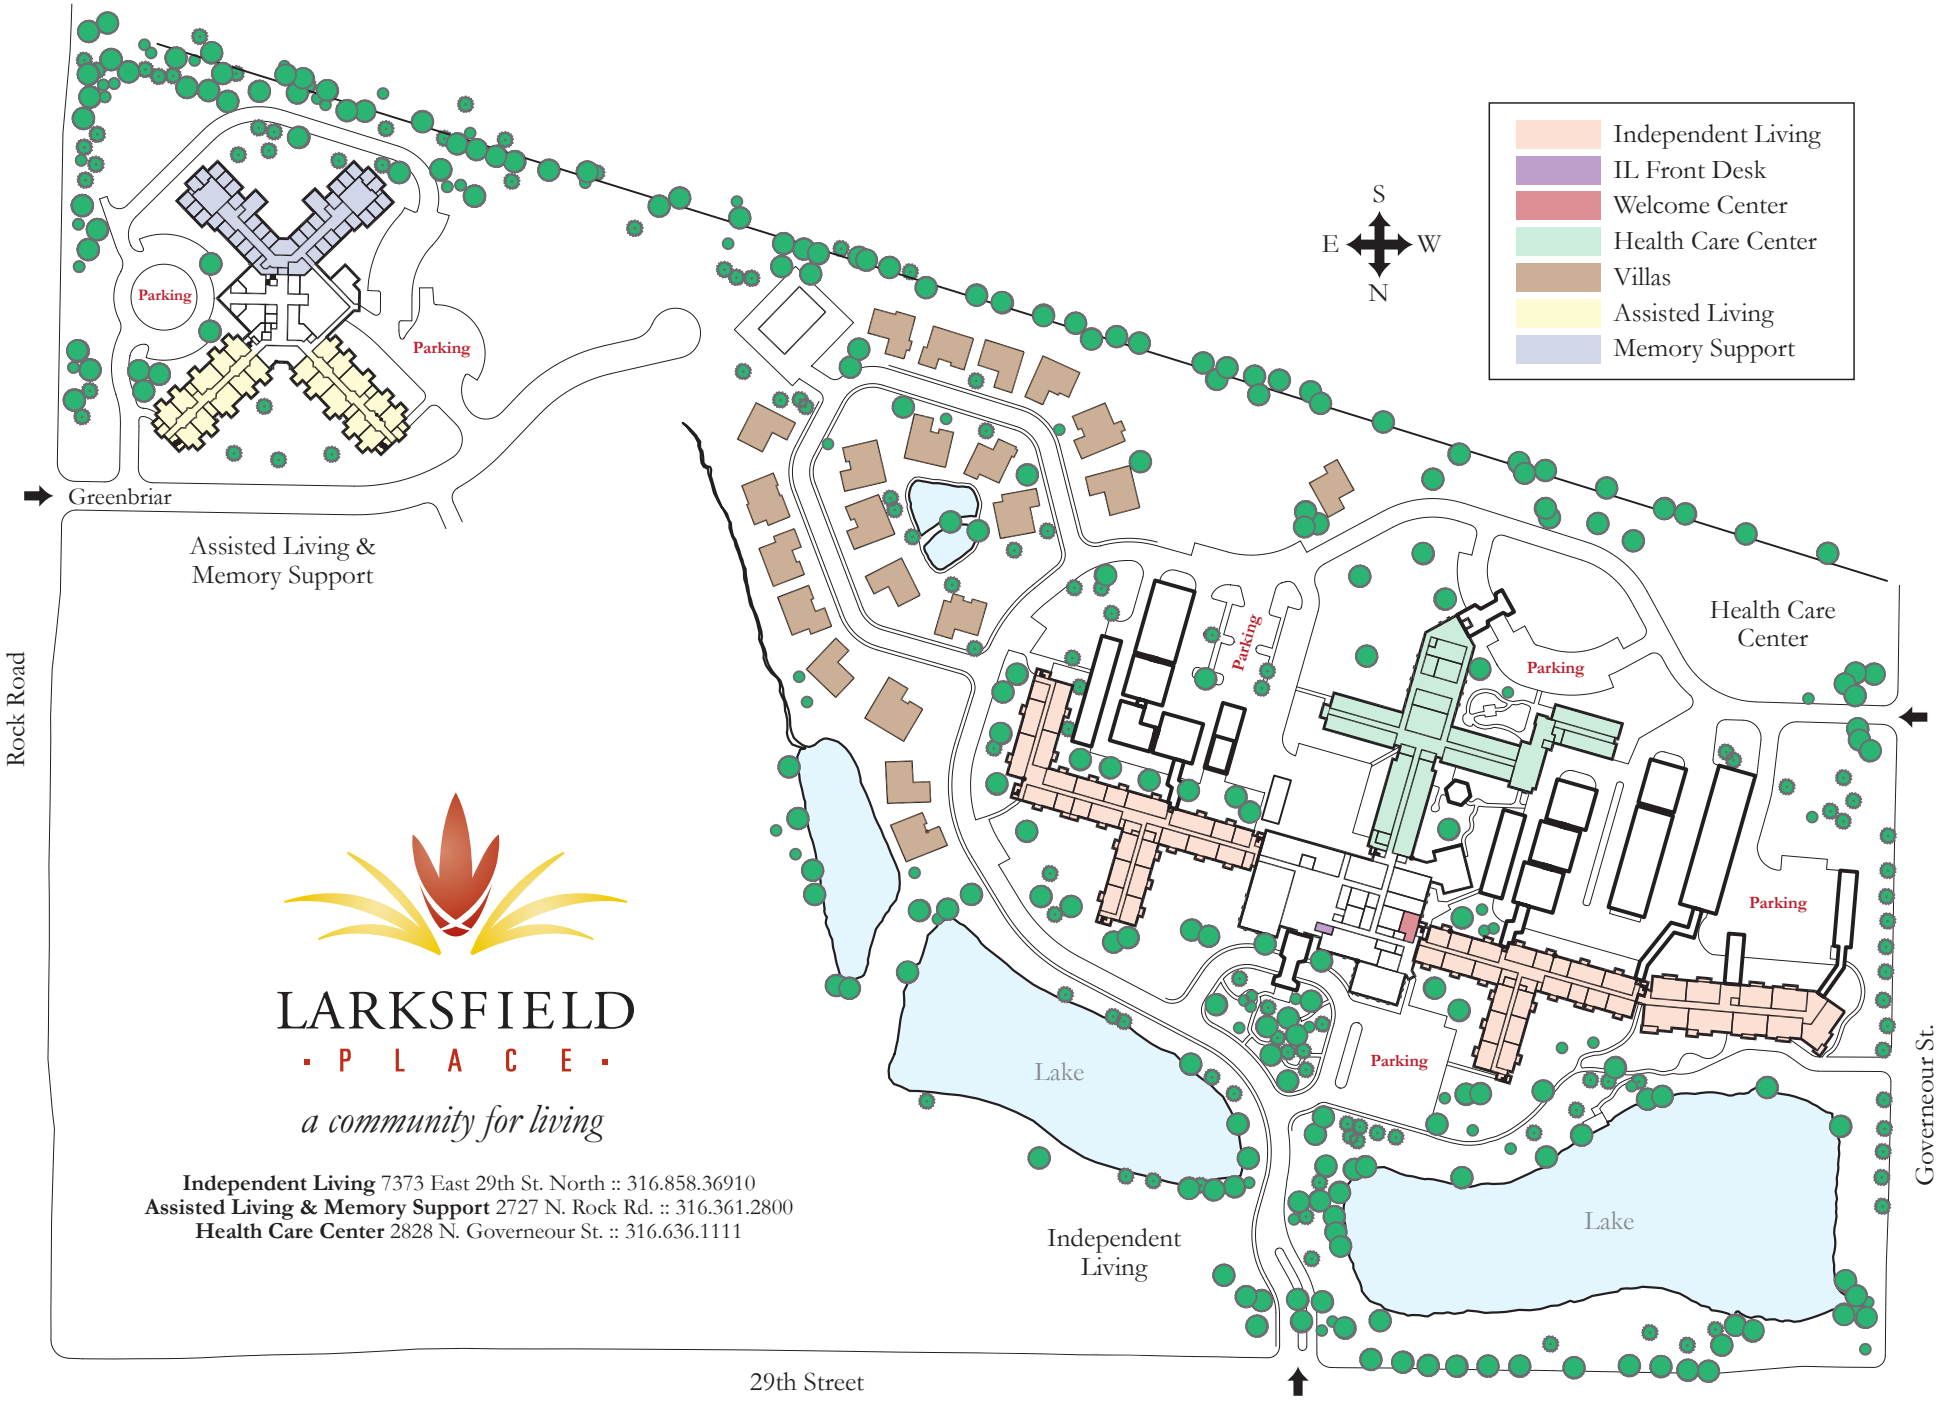 Independent Living
IL Front Desk
Welcome Center
Health Care Center
Villas
Assisted Living
Memory Support
S
E
W
N
Parking
Parking
Greenbriar
Assisted Living &
Memory Support
Rock Road
Parking
Parking
Health Care
Center
Parking
Parking
Lake
Lake
Governeour St.
LARKSFIELD
· PLACE ·
a community for living
Independent Living 7373 East 29th St. North :: 316.858.36910
Assisted Living & Memory Support 2727 N. Rock Rd. :: 316.361.2800
Health Care Center 2828 N. Governeour St. :: 316.636.1111
Independent
Living
29th Street